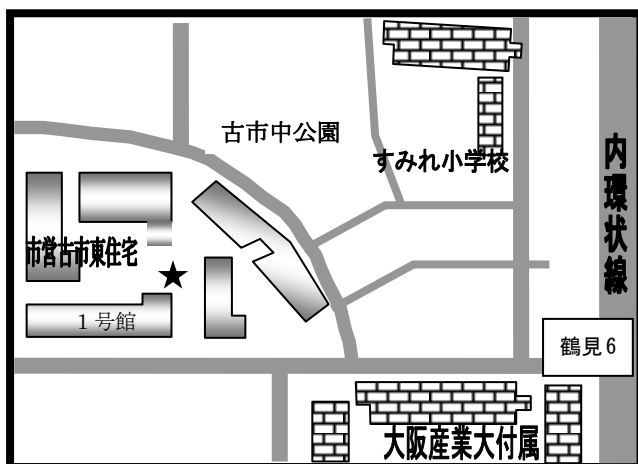 古市中公園
すみれ小学校
内環状線
市営古市東住宅
★
1号館
鶴見6
大阪産業大付属